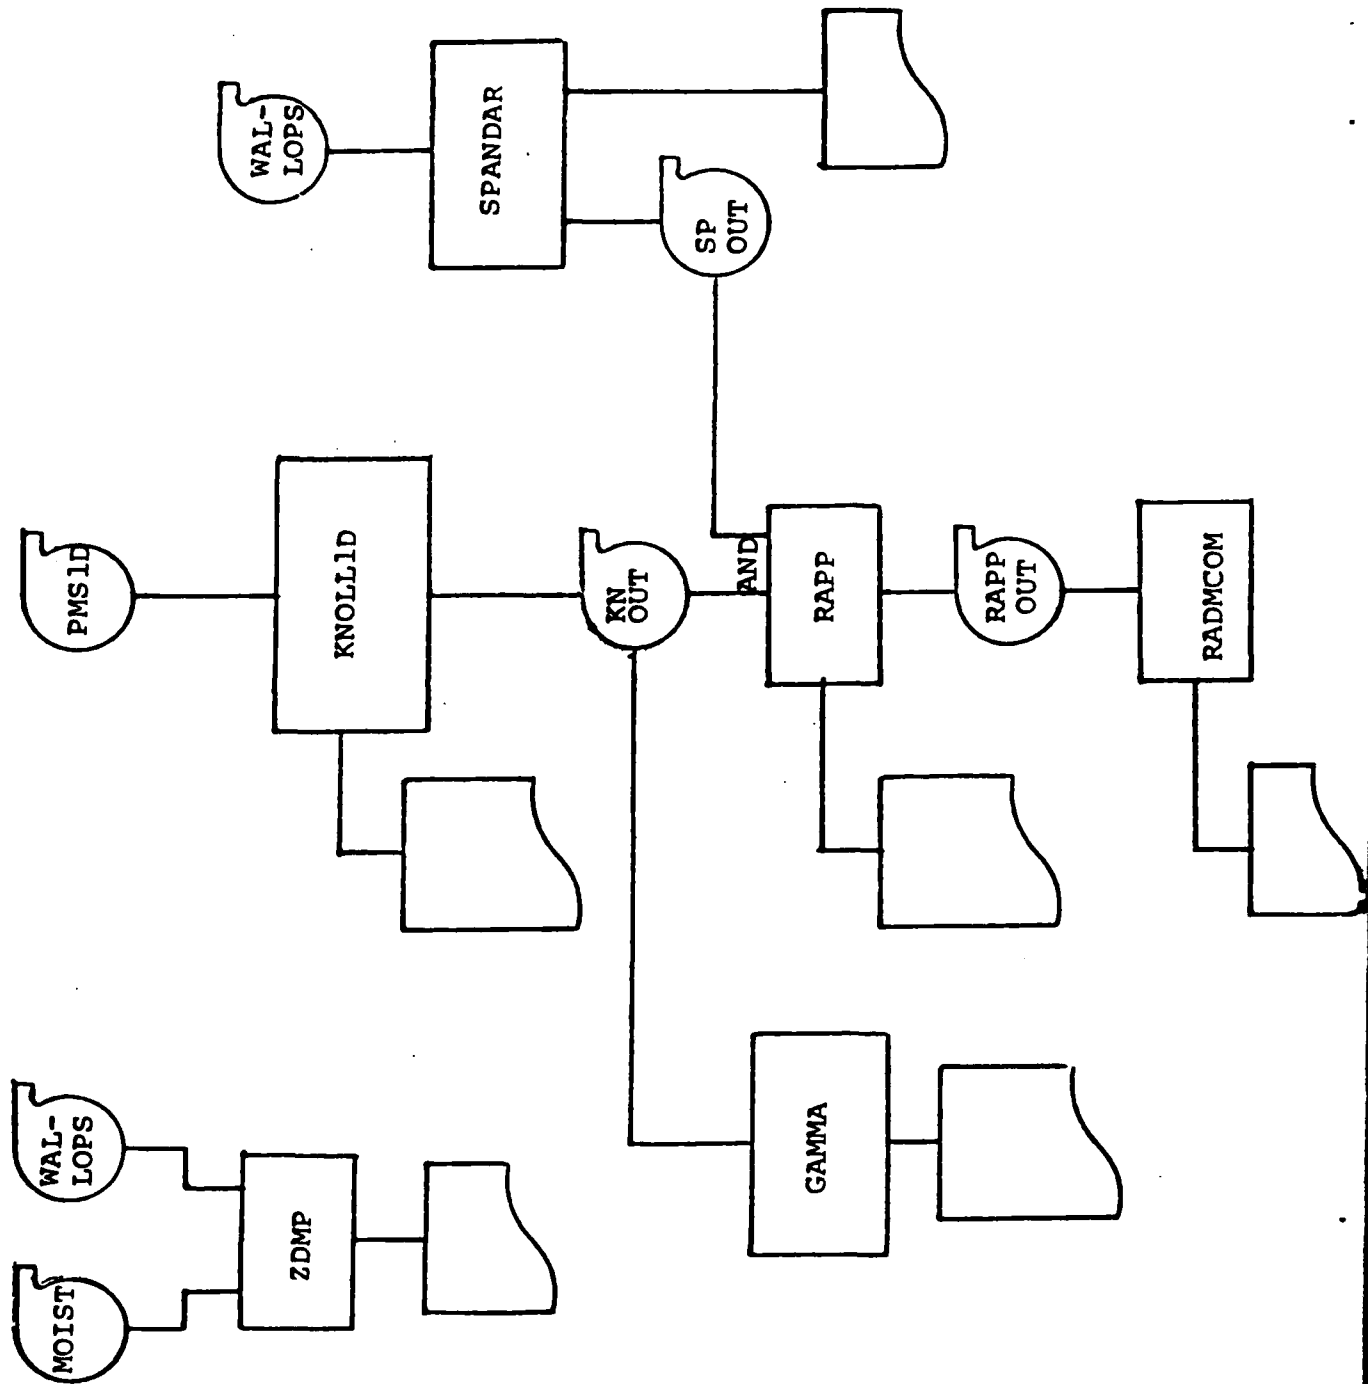 MOIST
WAL-
LOPS
ZDMP
PMS1D
KNOLL1D
KN
OUT
GAMMA
AND
RAPP
RAPP
OUT
RADMCOM
WAL-
LOPS
SPANDAR
SP
OUT